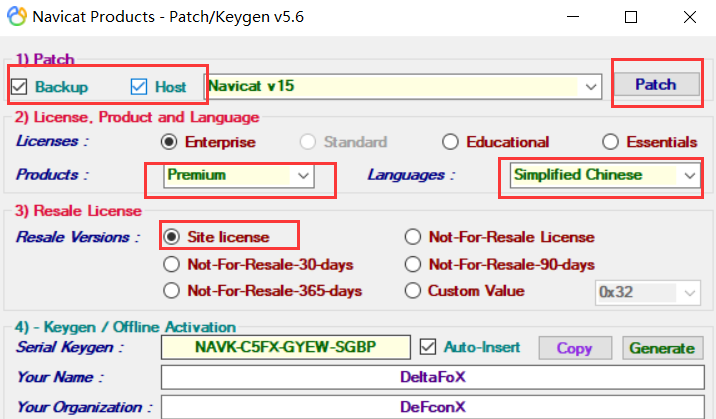 Navicat Products - Patch/Keygen v5.6
1) Patch
Backup Host Navicat v15 Patch
2) License, Product and Language
Licenses : Enterprise Standard Educational Essentials
Products : Premium Languages : Simplified Chinese
3) Resale License
Resale Versions : Site license Not-For-Resale License
Not-For-Resale-30-days Not-For-Resale-90-days
Not-For-Resale-365-days Custom Value 0x32
4) - Keygen / Offline Activation
Serial Keygen : NAVK-C5FX-GYEW-SGBP Auto-Insert Copy Generate
Your Name : DeltaFoX
Your Organization : DeFconX